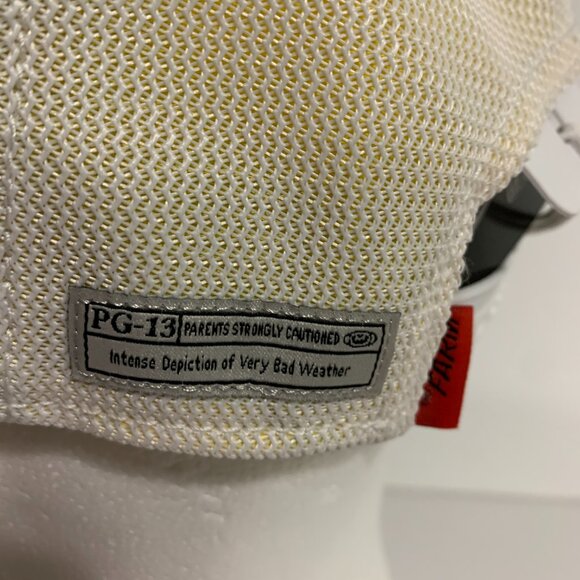 PG-13 PARENTS STRONGLY CAUTIONED
Intense Depiction of Very Bad Weather